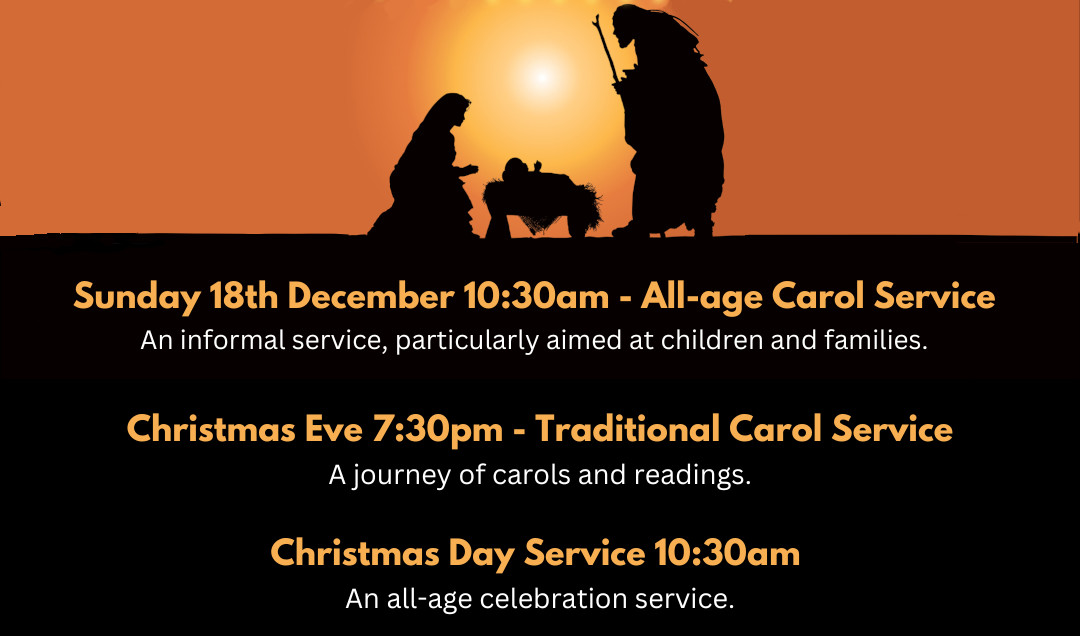 Sunday 18th December 10:30am - All-age Carol Service
An informal service, particularly aimed at children and families.
Christmas Eve 7:30pm - Traditional Carol Service
A journey of carols and readings.
Christmas Day Service 10:30am
An all-age celebration service.